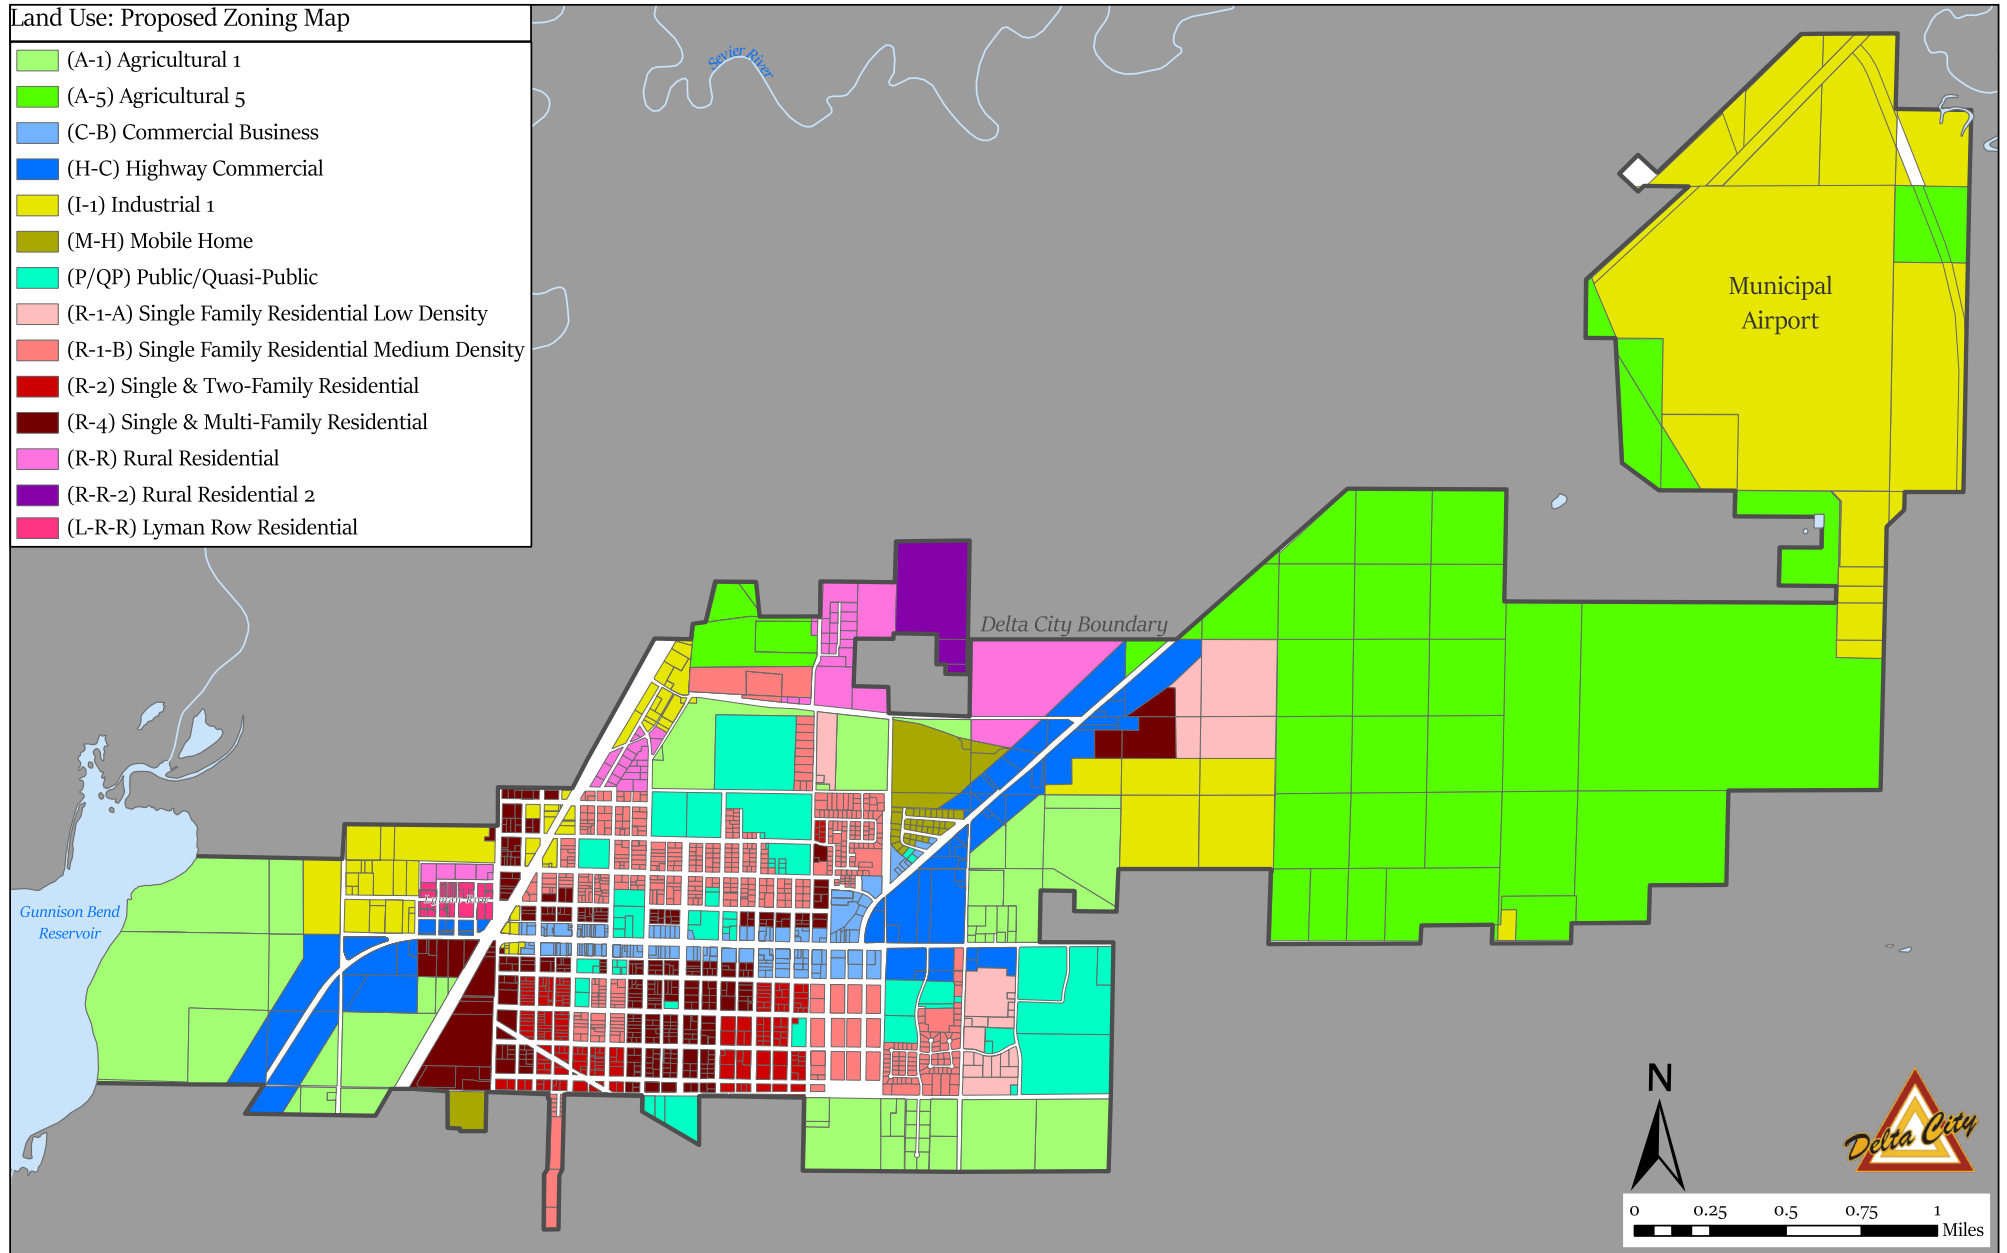 Land Use: Proposed Zoning Map
(A-1) Agricultural 1
(A-5) Agricultural 5
(C-B) Commercial Business
(H-C) Highway Commercial
(I-1) Industrial 1
(M-H) Mobile Home
(P/QP) Public/Quasi-Public
(R-1-A) Single Family Residential Low Density
(R-1-B) Single Family Residential Medium Density
(R-2) Single & Two-Family Residential
(R-4) Single & Multi-Family Residential
(R-R) Rural Residential
(R-R-2) Rural Residential 2
(L-R-R) Lyman Row Residential
Sevier River
Municipal
Airport
Delta City Boundary
Lyman Row
Gunnison Bend
Reservoir
N
Delta City
0 0.25 0.5 0.75 1
Miles